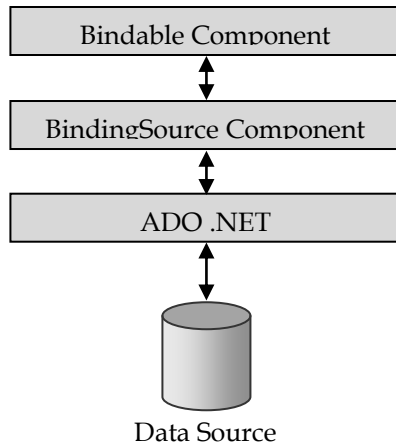 Bindable Component
BindingSource Component
ADO .NET
Data Source